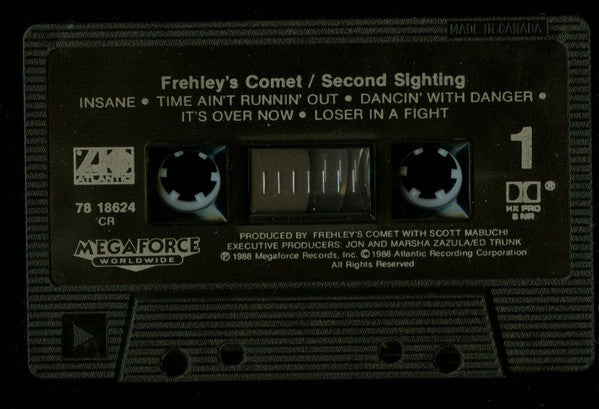 MADE IN CANADA
Frehley's Comet / Second Sighting
INSANE • TIME AIN'T RUNNIN' OUT • DANCIN' WITH DANGER •
IT'S OVER NOW • LOSER IN A FIGHT
1
ATLANTIC
78 18624
CR
HX PRO
B NR
MEGAFORCE
WORLDWIDE
PRODUCED BY FREHLEY'S COMET WITH SCOTT MABUCHI
EXECUTIVE PRODUCERS: JON AND MARSHA ZAZULA/ED TRUNK
℗ 1988 Megaforce Records, Inc. © 1988 Atlantic Recording Corporation
All Rights Reserved